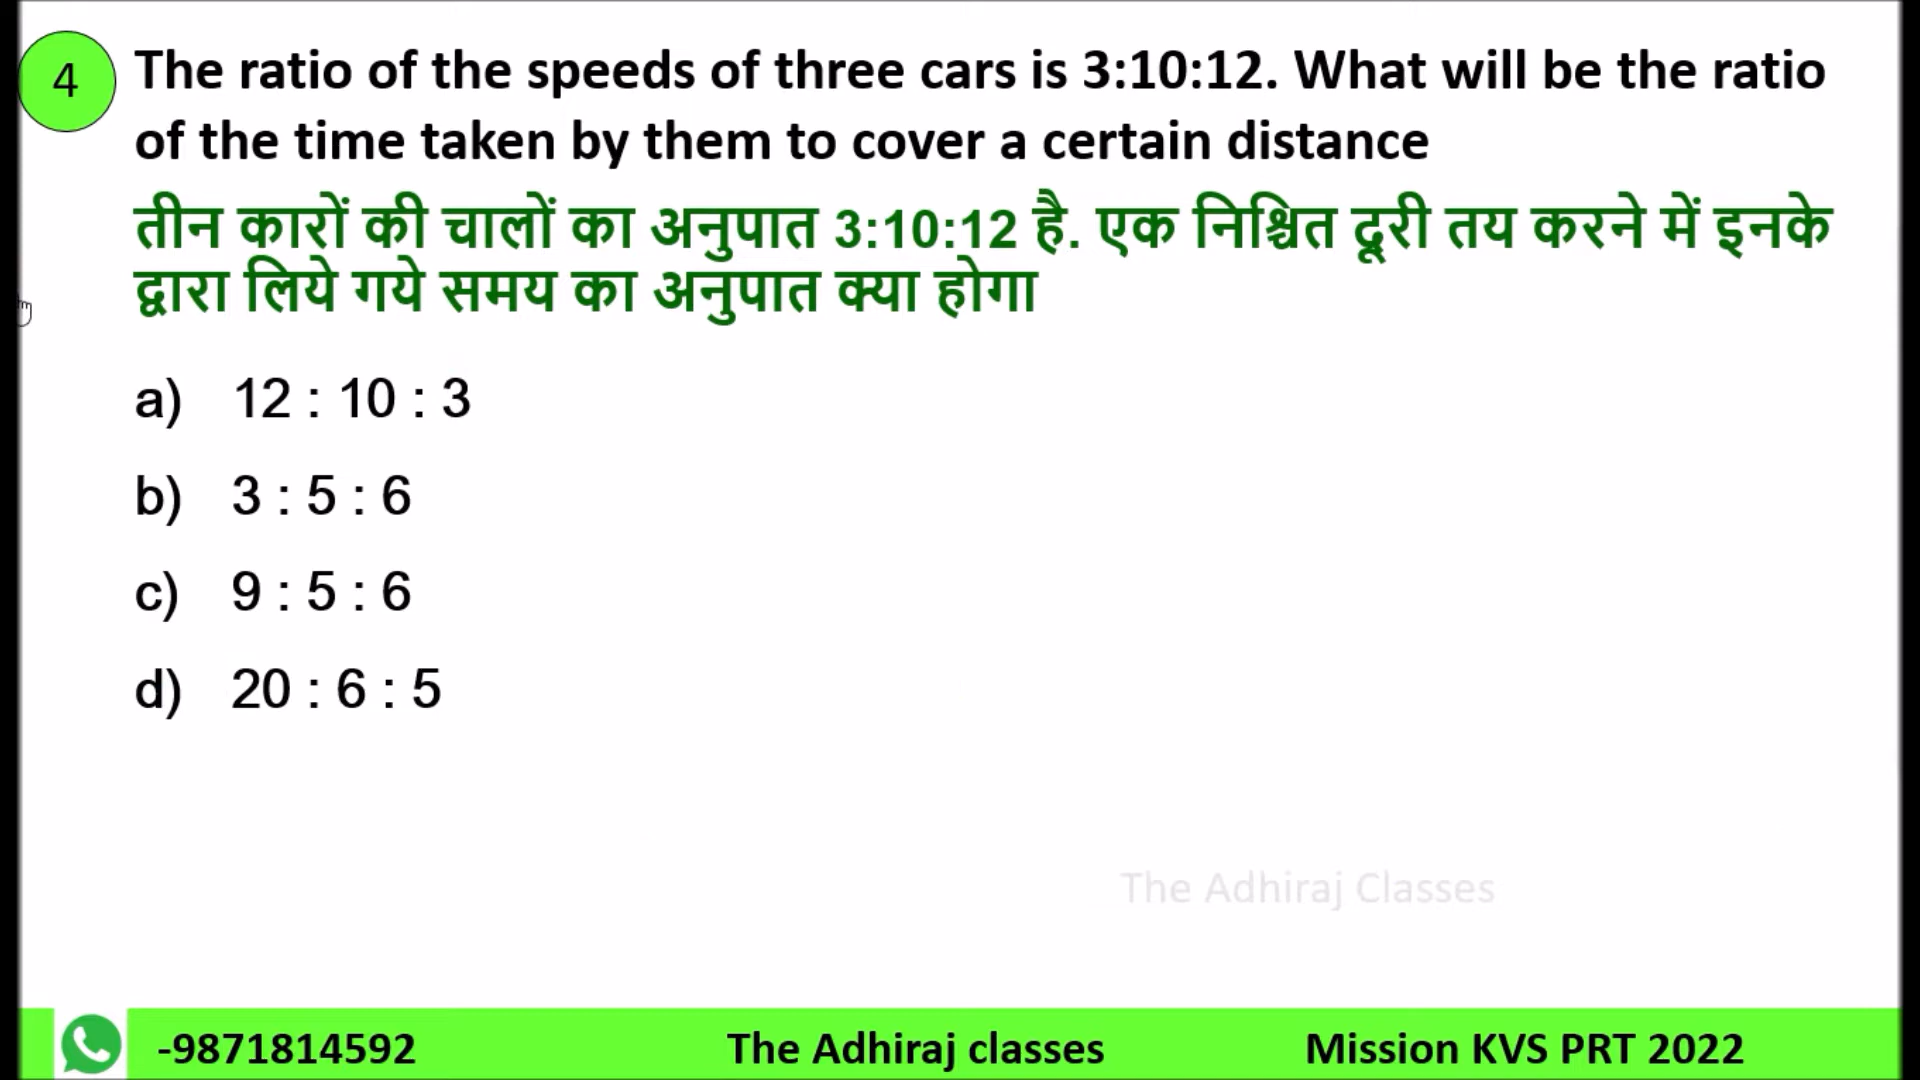 4
The ratio of the speeds of three cars is 3:10:12. What will be the ratio
of the time taken by them to cover a certain distance
तीन कारों की चालों का अनुपात 3:10:12 है. एक निश्चित दूरी तय करने में इनके
द्वारा लिये गये समय का अनुपात क्या होगा
a) 12 : 10 : 3
b) 3 : 5 : 6
c) 9 : 5 : 6
d) 20 : 6 : 5
The Adhiraj Classes
-9871814592 The Adhiraj classes Mission KVS PRT 2022